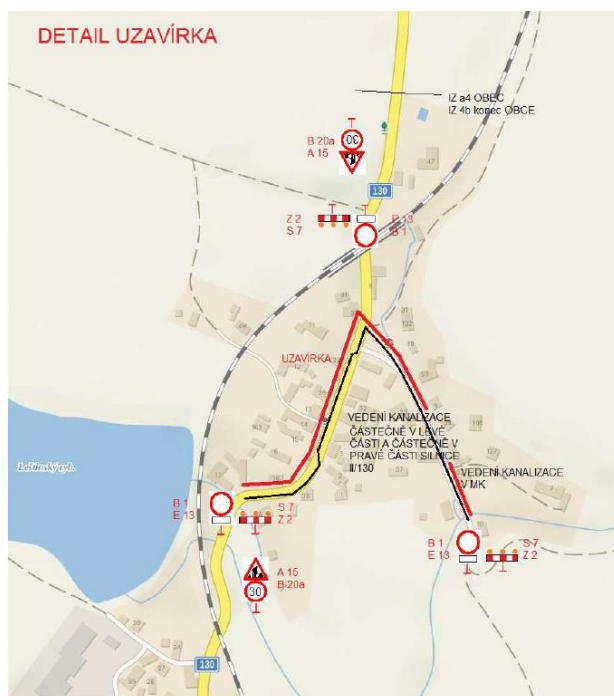 DETAIL UZAVÍRKA
IZ a4 OBEC
IZ 4b konec OBCE
B 20a
A 15
30
47
130
Z 2
S 7
E 13
B 1
UZAVÍRKA
VEDENÍ KANALIZACE
ČÁSTEČNĚ V LEVÉ
ČÁSTI A ČÁSTEČNĚ V
PRAVÉ ČÁSTI SILNICE
II/130
VEDENÍ KANALIZACE
V MK
B 1
E 13
S 7
Z 2
A 15
B 20a
30
B 1
E 13
S 7
Z 2
130